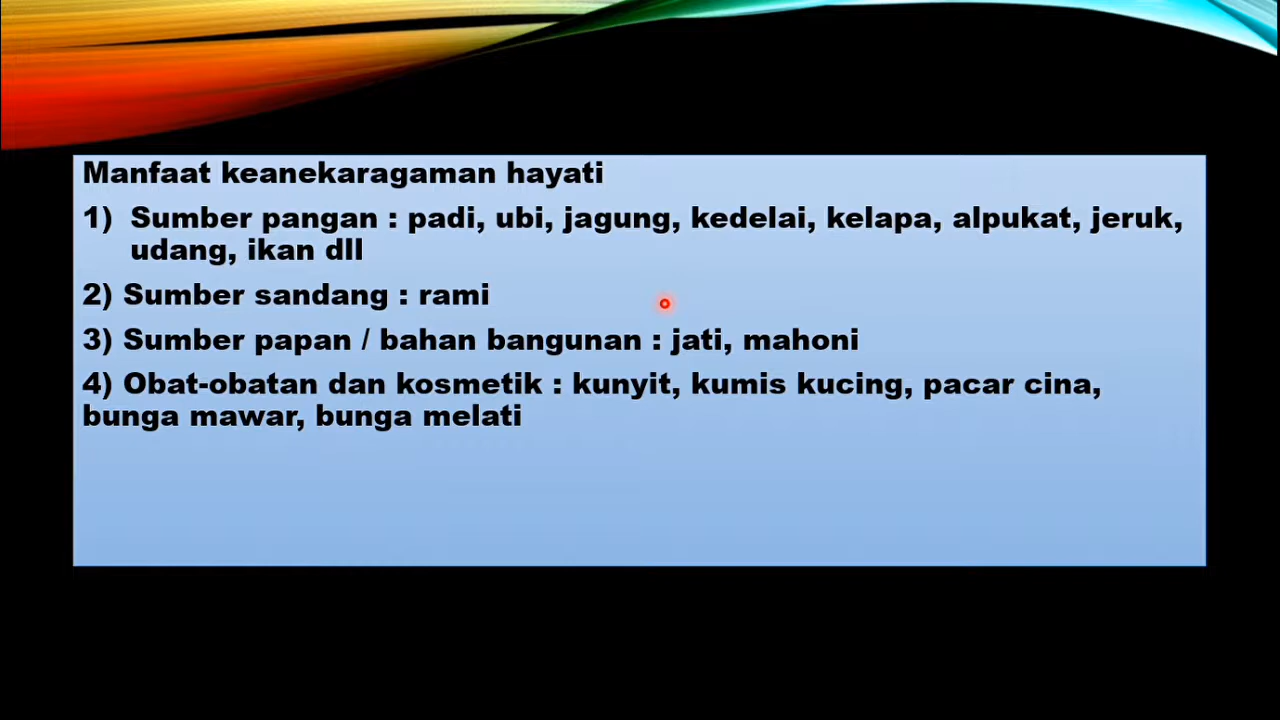 Manfaat keanekaragaman hayati
1) Sumber pangan : padi, ubi, jagung, kedelai, kelapa, alpukat, jeruk,
udang, ikan dll
2) Sumber sandang : rami
3) Sumber papan / bahan bangunan : jati, mahoni
4) Obat-obatan dan kosmetik : kunyit, kumis kucing, pacar cina,
bunga mawar, bunga melati